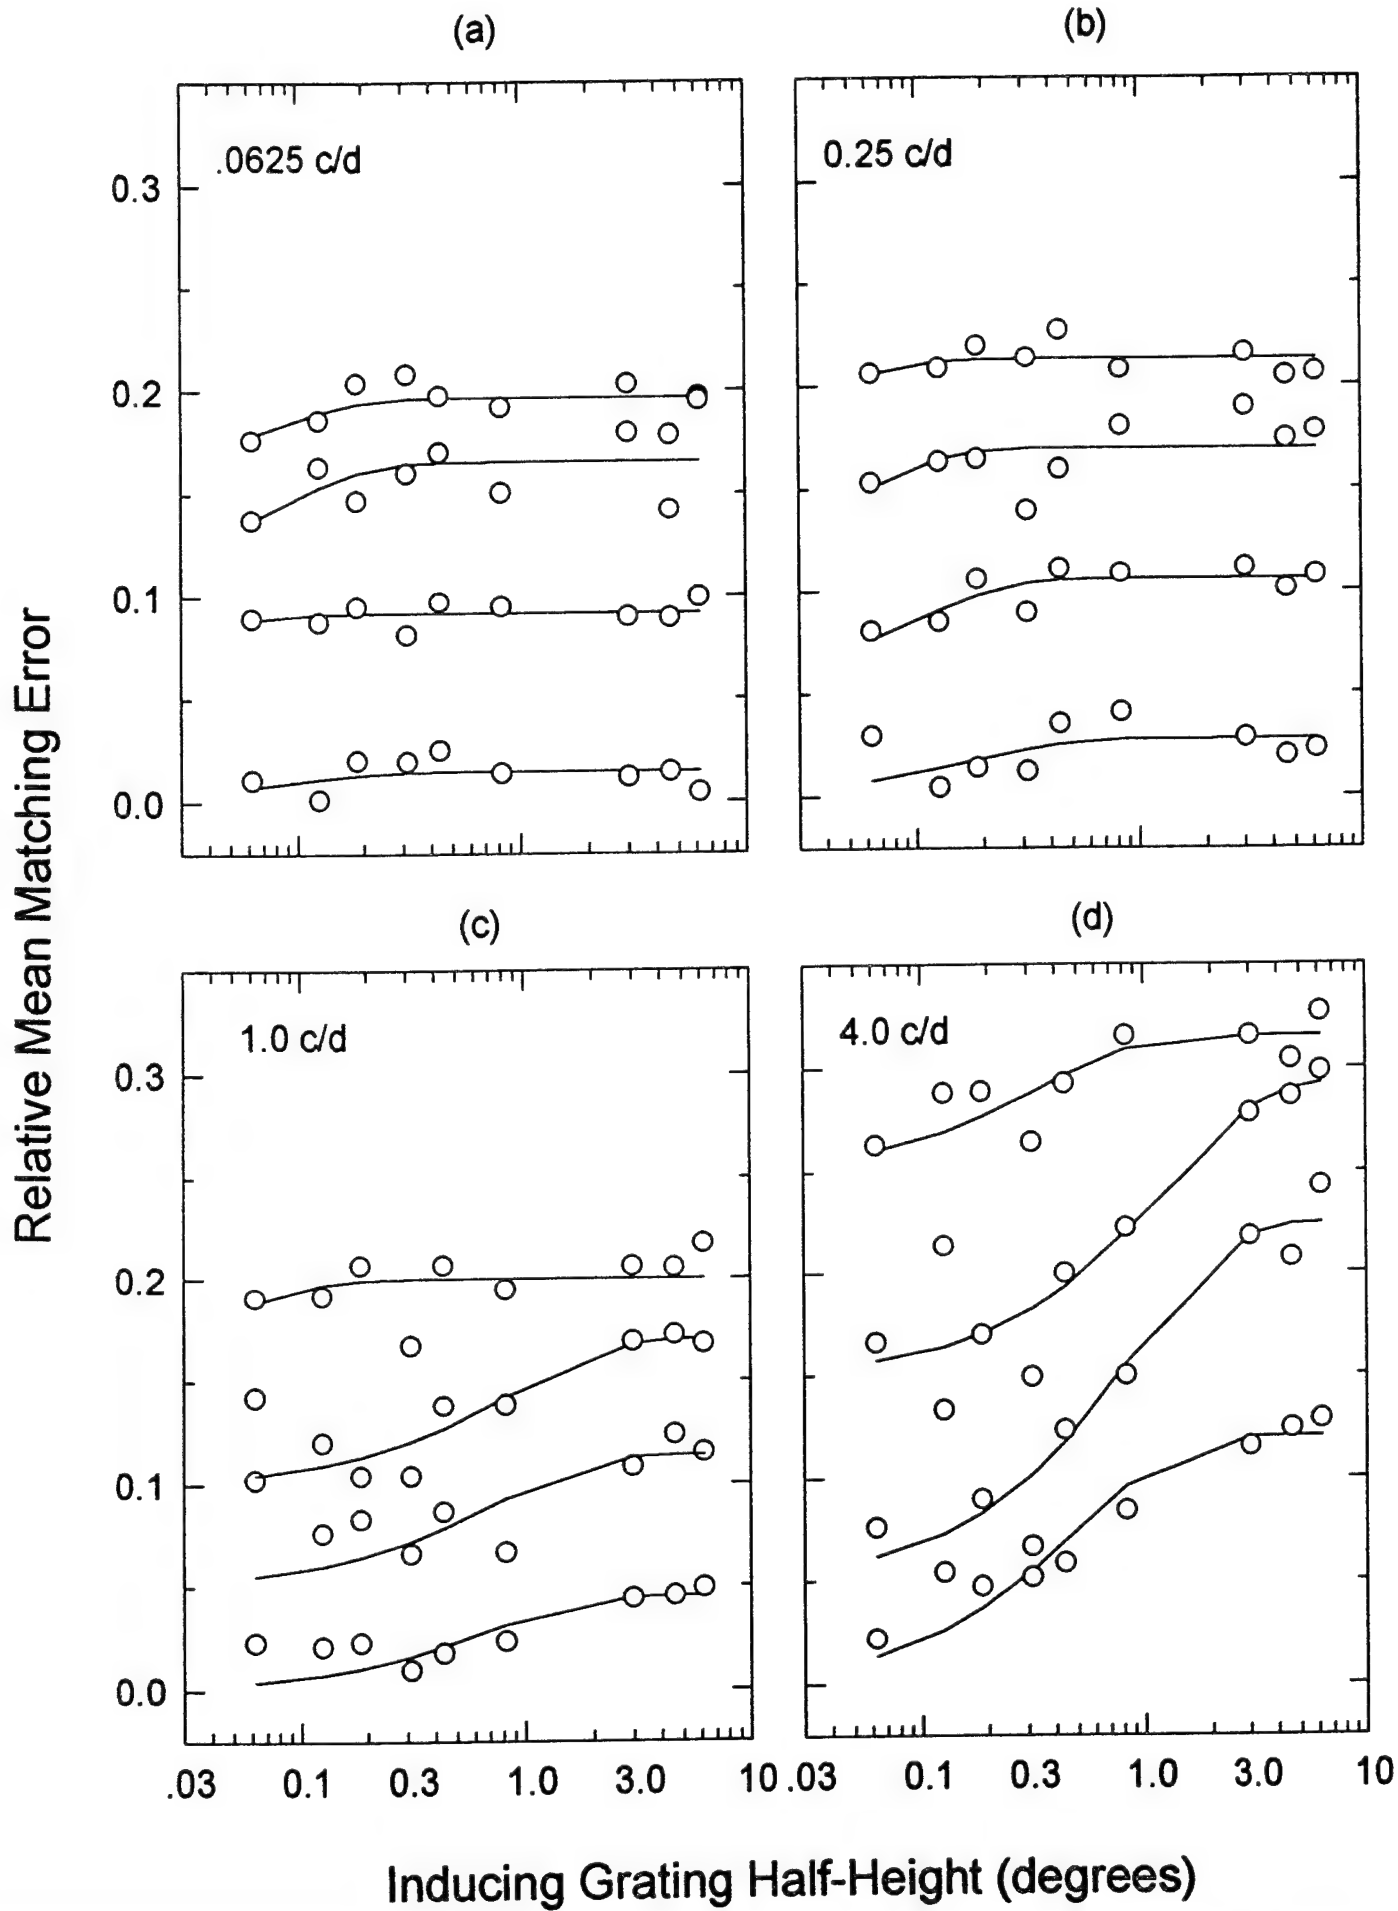 (a)
(b)
.0625 c/d
0.25 c/d
0.3
0.2
0.1
0.0
(c)
(d)
1.0 c/d
4.0 c/d
0.3
0.2
0.1
0.0
.03 0.1 0.3 1.0 3.0 10
.03 0.1 0.3 1.0 3.0 10
Relative Mean Matching Error
Inducing Grating Half-Height (degrees)